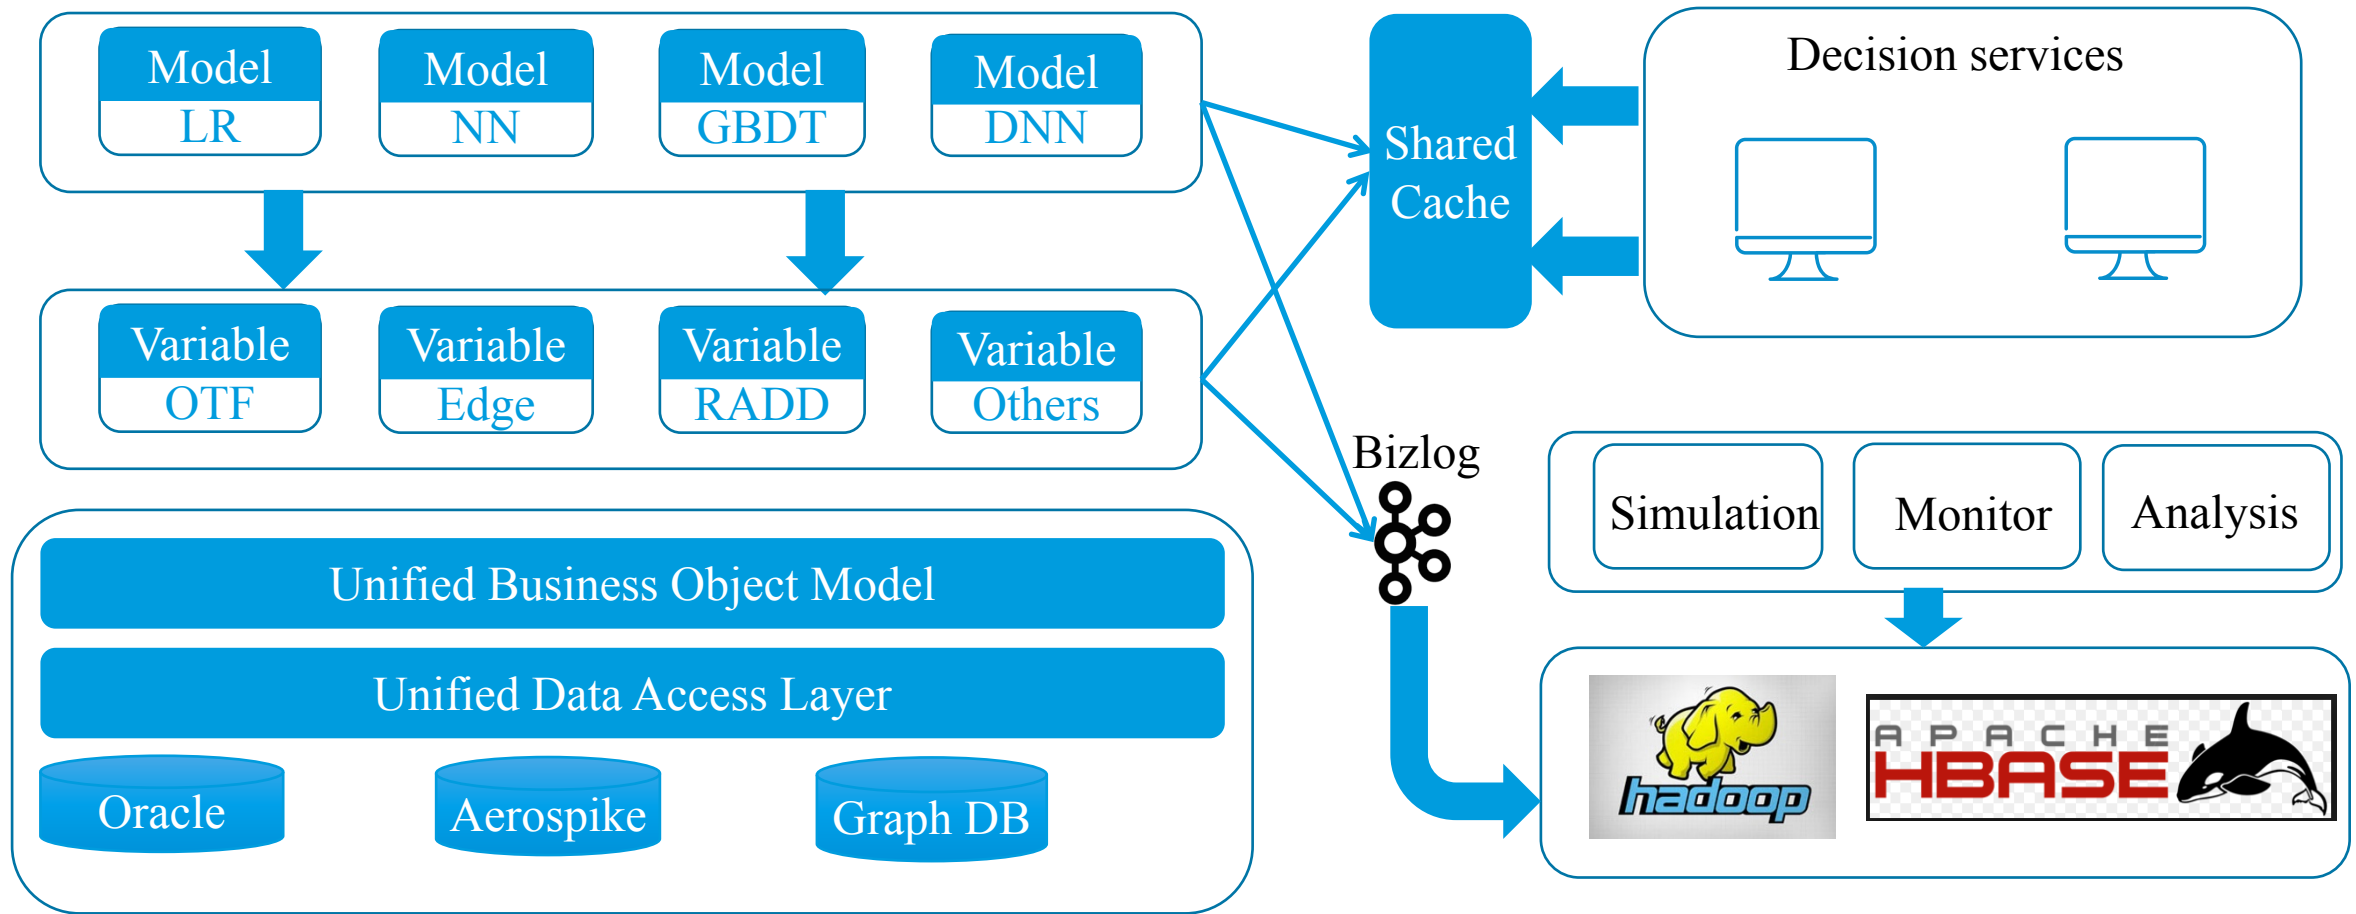 Model
LR
Model
NN
Model
GBDT
Model
DNN
Variable
OTF
Variable
Edge
Variable
RADD
Variable
Others
Shared
Cache
Decision services
Bizlog
Simulation
Monitor
Analysis
Unified Business Object Model
Unified Data Access Layer
Oracle
Aerospike
Graph DB
hadoop
APACHE
HBASE